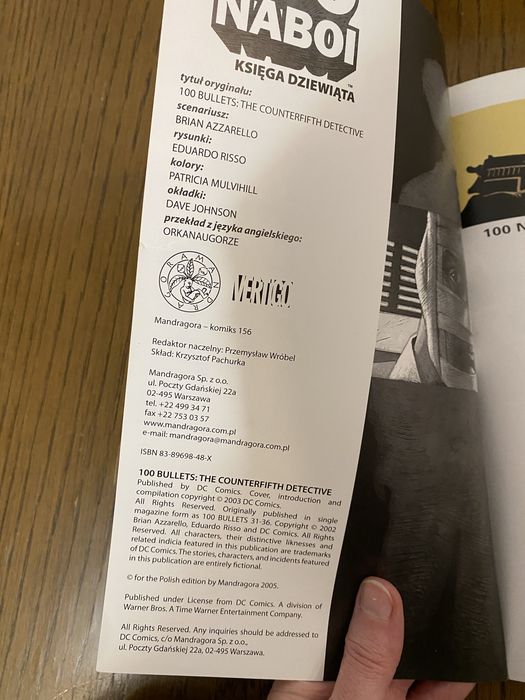 NABOI
KSIĘGA DZIEWIĄTA™
tytuł oryginału:
100 BULLETS: THE COUNTERFIFTH DETECTIVE
scenariusz:
BRIAN AZZARELLO
rysunki:
EDUARDO RISSO
kolory:
PATRICIA MULVIHILL
okładki:
DAVE JOHNSON
przekład z języka angielskiego:
ORKANAUGORZE
MANDRAGORA
VERTIGO
Mandragora – komiks 156
Redaktor naczelny: Przemysław Wróbel
Skład: Krzysztof Pachurka
Mandragora Sp. z o.o.
ul. Poczty Gdańskiej 22a
02-495 Warszawa
tel. +22 499 34 71
fax +22 753 03 57
www.mandragora.com.pl
e-mail: mandragora@mandragora.com.pl
ISBN 83-89698-48-X
100 BULLETS: THE COUNTERFIFTH DETECTIVE
Published by DC Comics. Cover, introduction and
compilation copyright © 2003 DC Comics.
All Rights Reserved. Originally published in single
magazine form as 100 BULLETS 31-36. Copyright © 2002
Brian Azzarello, Eduardo Risso and DC Comics. All Rights
Reserved. All characters, their distinctive liknesses and
related indicia featured in this publication are trademarks
of DC Comics. The stories, characters, and incidents featured
in this publication are entirely fictional.
© for the Polish edition by Mandragora 2005.
Published under License from DC Comics. A division of
Warner Bros. A Time Warner Entertainment Company.
All Rights Reserved. Any inquiries should be addressed to
DC Comics, c/o Mandragora Sp. z o.o.,
ul. Poczty Gdańskiej 22a, 02-495 Warszawa.
100 N